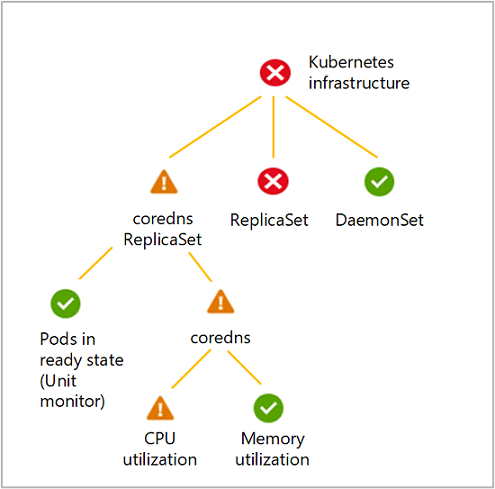 Kubernetes
infrastructure
coredns
ReplicaSet
ReplicaSet
DaemonSet
Pods in
ready state
(Unit
monitor)
coredns
CPU
utilization
Memory
utilization